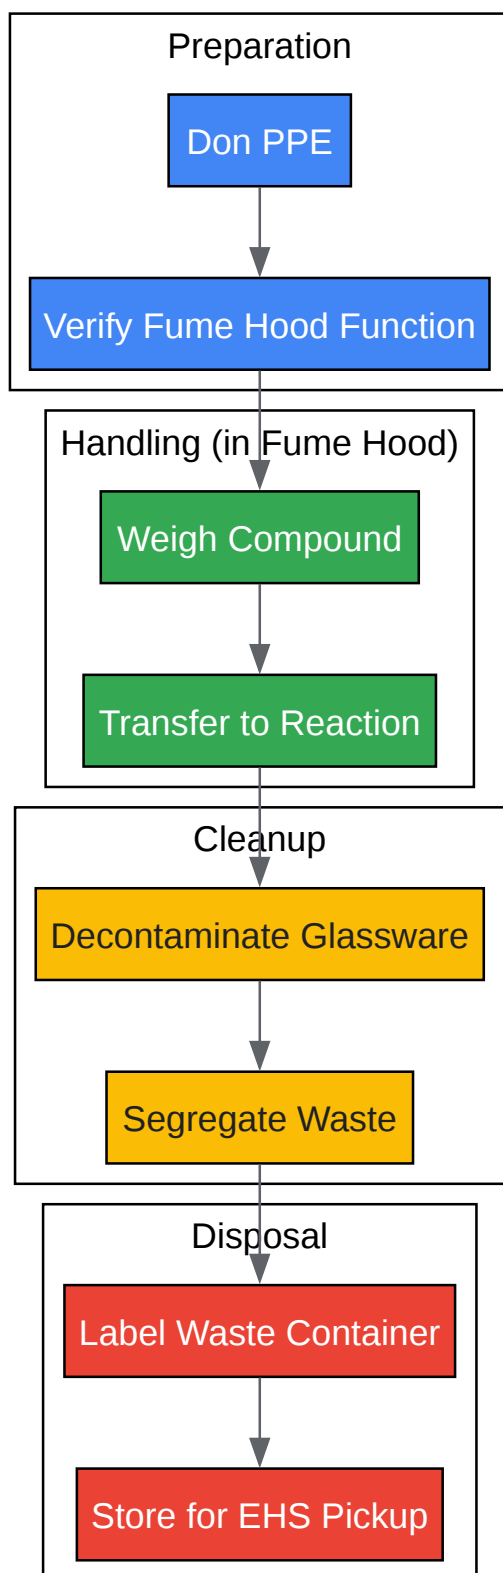 Preparation
Don PPE
Verify Fume Hood Function
Handling (in Fume Hood)
Weigh Compound
Transfer to Reaction
Cleanup
Decontaminate Glassware
Segregate Waste
Disposal
Label Waste Container
Store for EHS Pickup